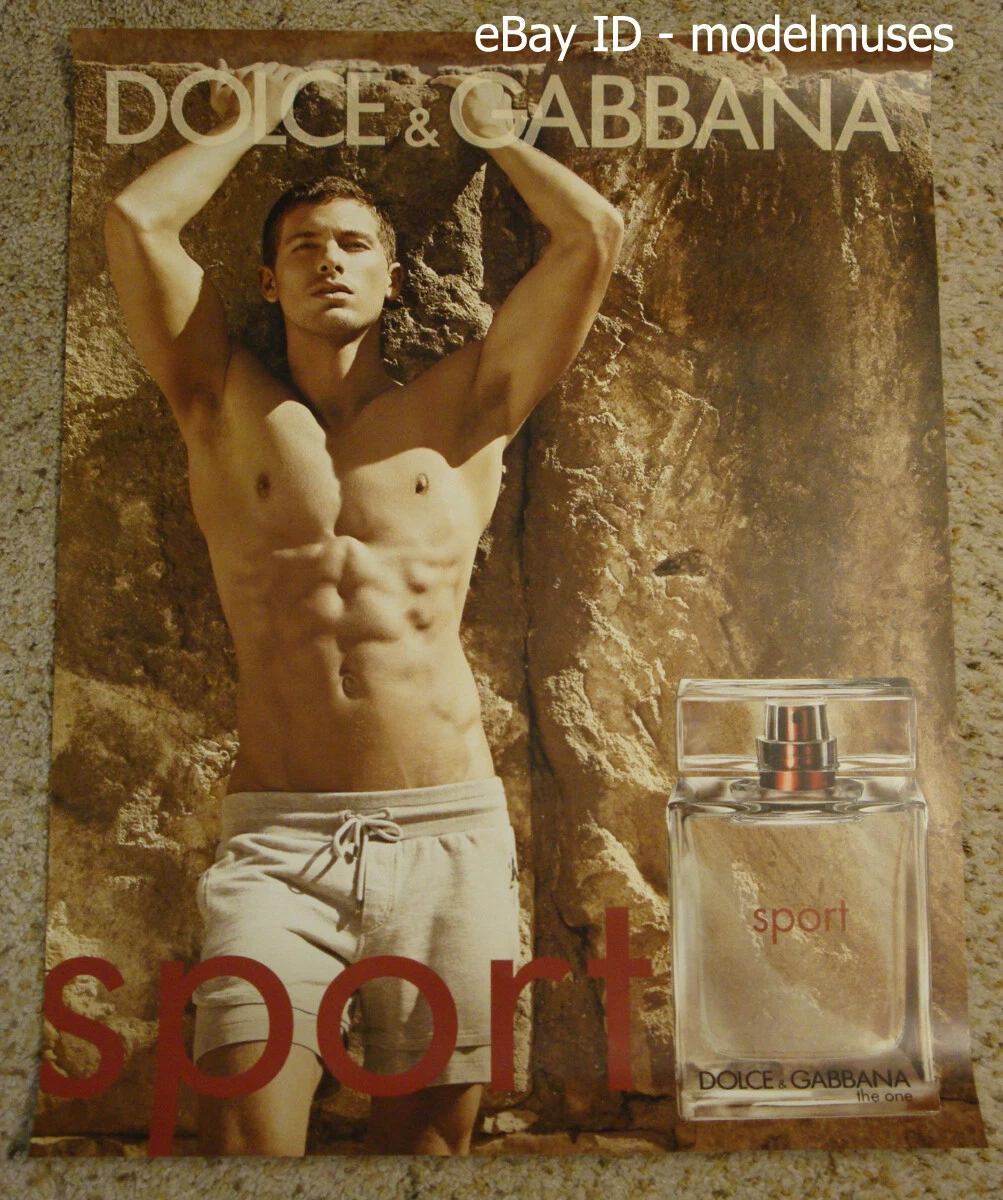 eBay ID - modelmuses
DOLCE & GABBANA
sport
sport
DOLCE & GABBANA
the one